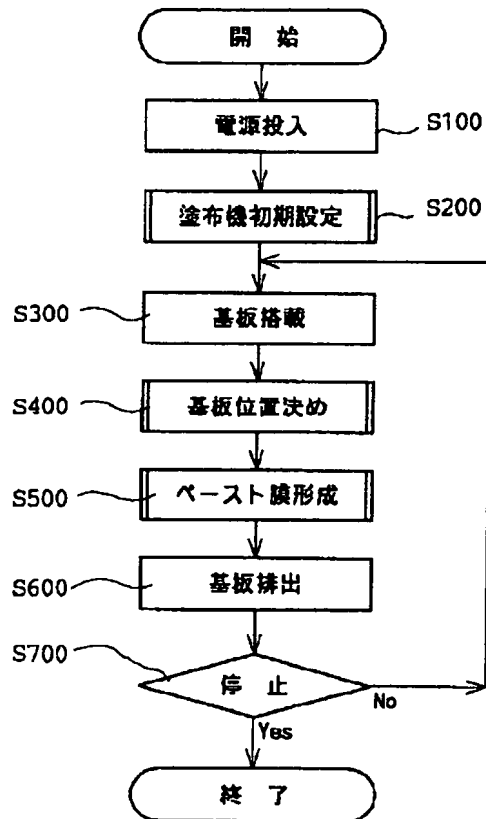 開 始
電源投入
S100
塗布機初期設定
S200
S300
基板搭載
S400
基板位置決め
S500
ペースト膜形成
S600
基板排出
S700
停 止
No
Yes
終 了